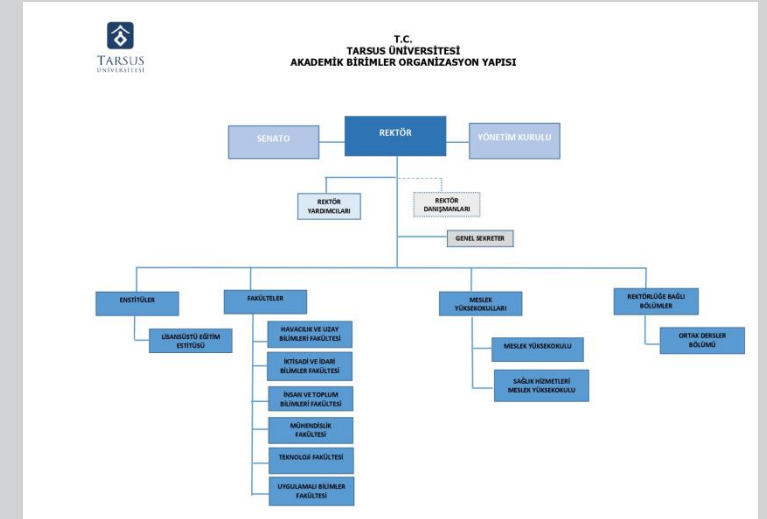 TARSUS
ÜNİVERSİTESİ
T.C.
TARSUS ÜNİVERSİTESİ
AKADEMİK BİRİMLER ORGANİZASYON YAPISI
SENATO
REKTÖR
YÖNETİM KURULU
REKTÖR
YARDIMCILARI
REKTÖR
DANIŞMANLARI
GENEL SEKRETER
ENSTİTÜLER
LİSANSÜSTÜ EĞİTİM
ESTİTÜSÜ
FAKÜLTELER
HAVACILIK VE UZAY
BİLİMLERİ FAKÜLTESİ
İKTİSADİ VE İDARİ
BİLİMLER FAKÜLTESİ
İNSAN VE TOPLUM
BİLİMLERİ FAKÜLTESİ
MÜHENDİSLİK
FAKÜLTESİ
TEKNOLOJİ FAKÜLTESİ
UYGULAMALI BİLİMLER
FAKÜLTESİ
MESLEK
YÜKSEKOKULLARI
MESLEK YÜKSEKOKULU
SAĞLIK HİZMETLERİ
MESLEK YÜKSEKOKULU
REKTÖRLÜĞE BAĞLI
BÖLÜMLER
ORTAK DERSLER
BÖLÜMÜ